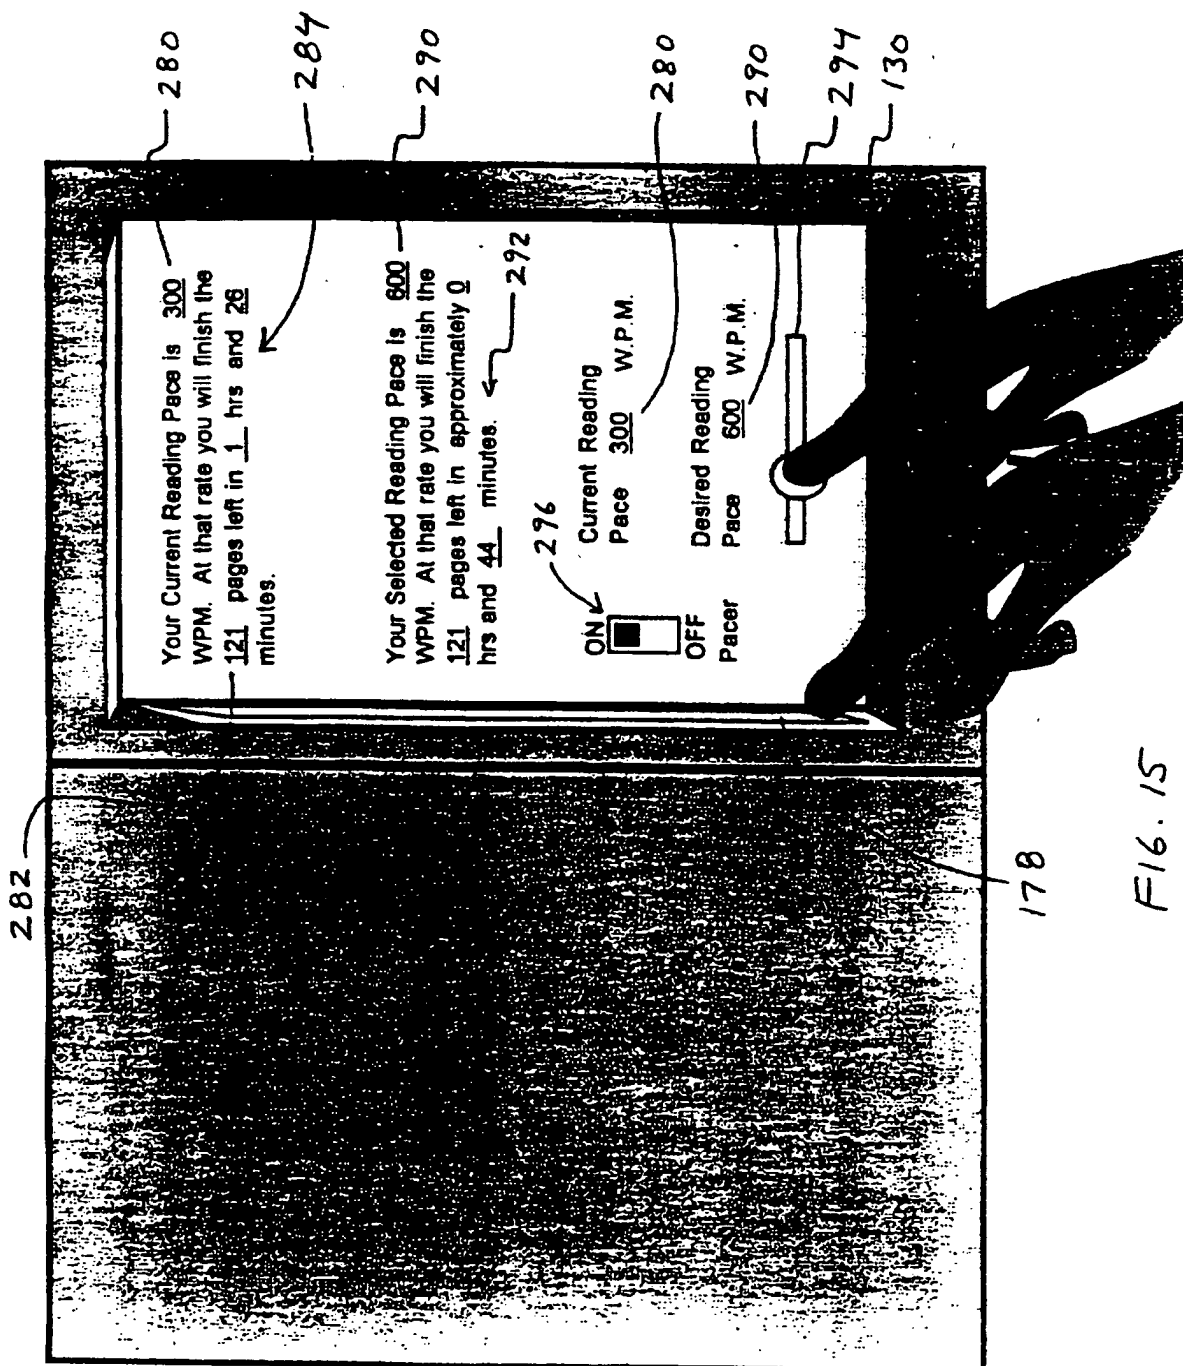 Your Current Reading Pace is 300
WPM. At that rate you will finish the
121 pages left in 1 hrs and 26
minutes.
Your Selected Reading Pace is 600
WPM. At that rate you will finish the
121 pages left in approximately 0
hrs and 44 minutes.
ON
OFF
Pacer
Current Reading
Pace 300 W.P.M.
Desired Reading
Pace 600 W.P.M.
280
284
290
292
296
280
290
294
130
282
178
FIG. 15